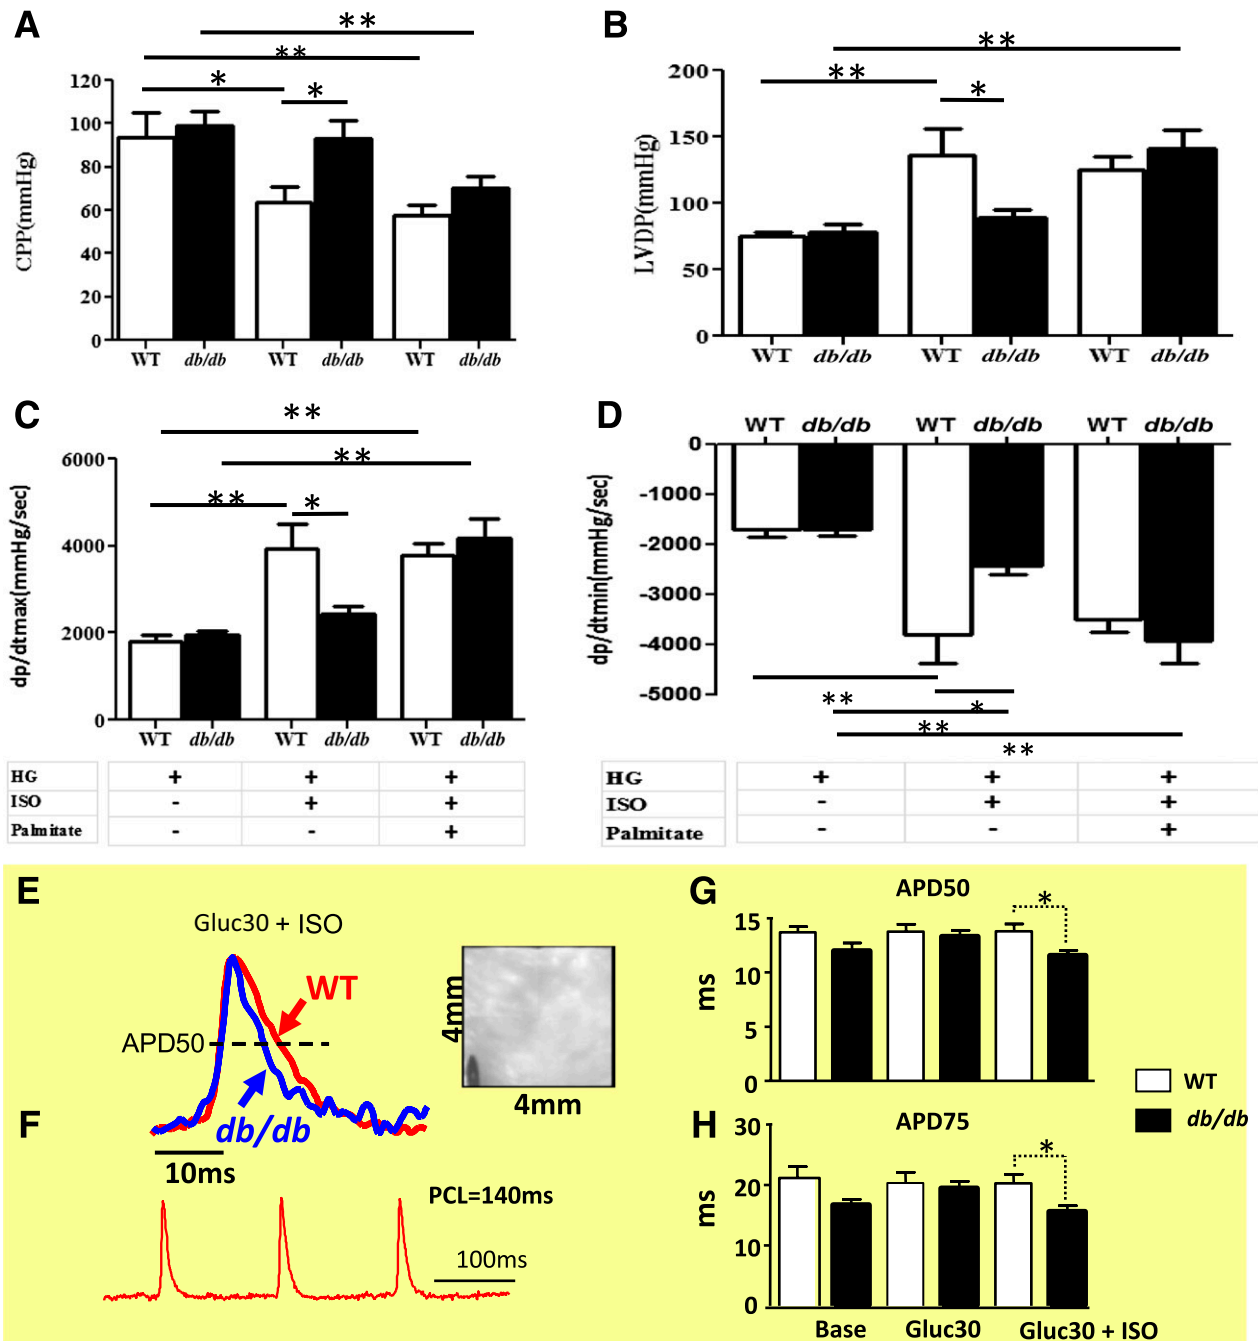 A
**
**
*
*
120
100
80
60
40
20
0
CPP(mmHg)
WT db/db WT db/db WT db/db
B
**
**
*
200
150
100
50
0
LVDP(mmHg)
WT db/db WT db/db WT db/db
C
**
**
**
*
6000
4000
2000
0
dp/dtmax(mmHg/sec)
WT db/db WT db/db WT db/db
HG + + +
ISO - + +
Palmitate - - +
D
WT db/db WT db/db WT db/db
0
-1000
-2000
-3000
-4000
-5000
dp/dtmin(mmHg/sec)
**
*
**
**
HG + + +
ISO - + +
Palmitate - - +
E
Gluc30 + ISO
WT
APD50
db/db
10ms
4mm
4mm
F
PCL=140ms
100ms
G
APD50
*
15
10
5
0
ms
WT
db/db
H
APD75
*
30
20
10
0
ms
Base Gluc30 Gluc30 + ISO